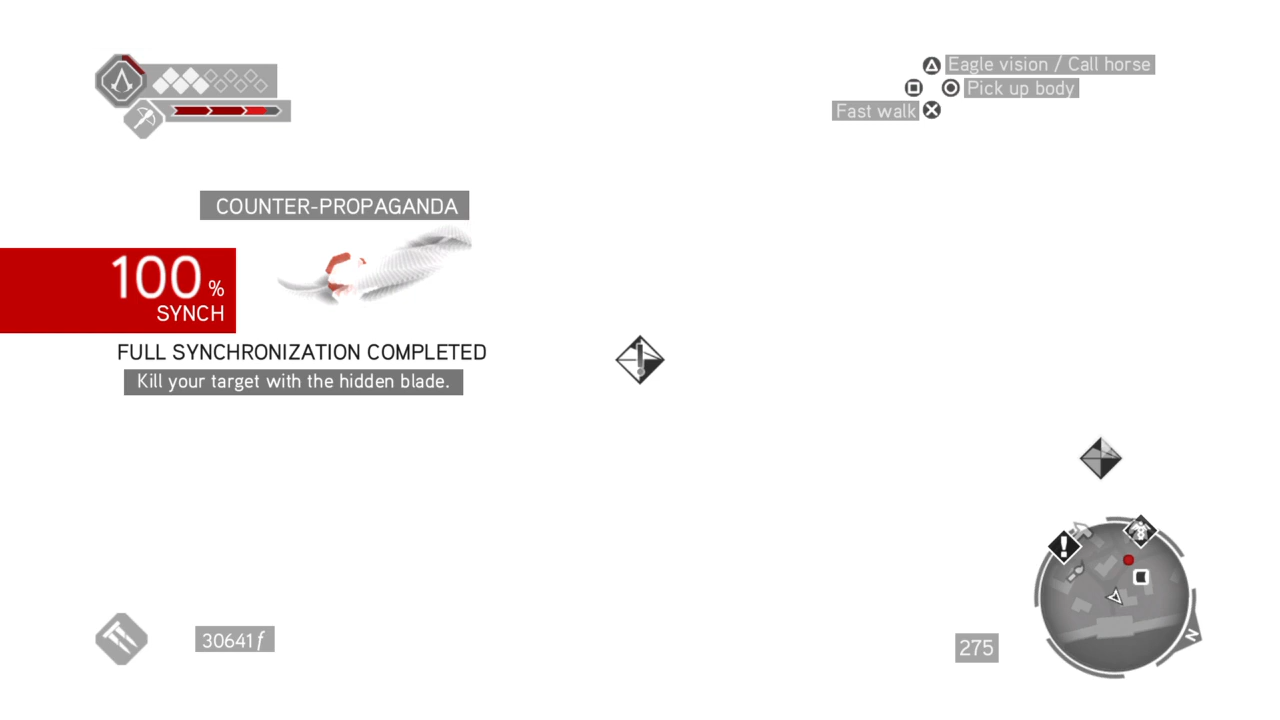 Eagle vision / Call horse
Pick up body
Fast walk
COUNTER-PROPAGANDA
100 %
SYNCH
FULL SYNCHRONIZATION COMPLETED
Kill your target with the hidden blade.
30641 ƒ
275
N